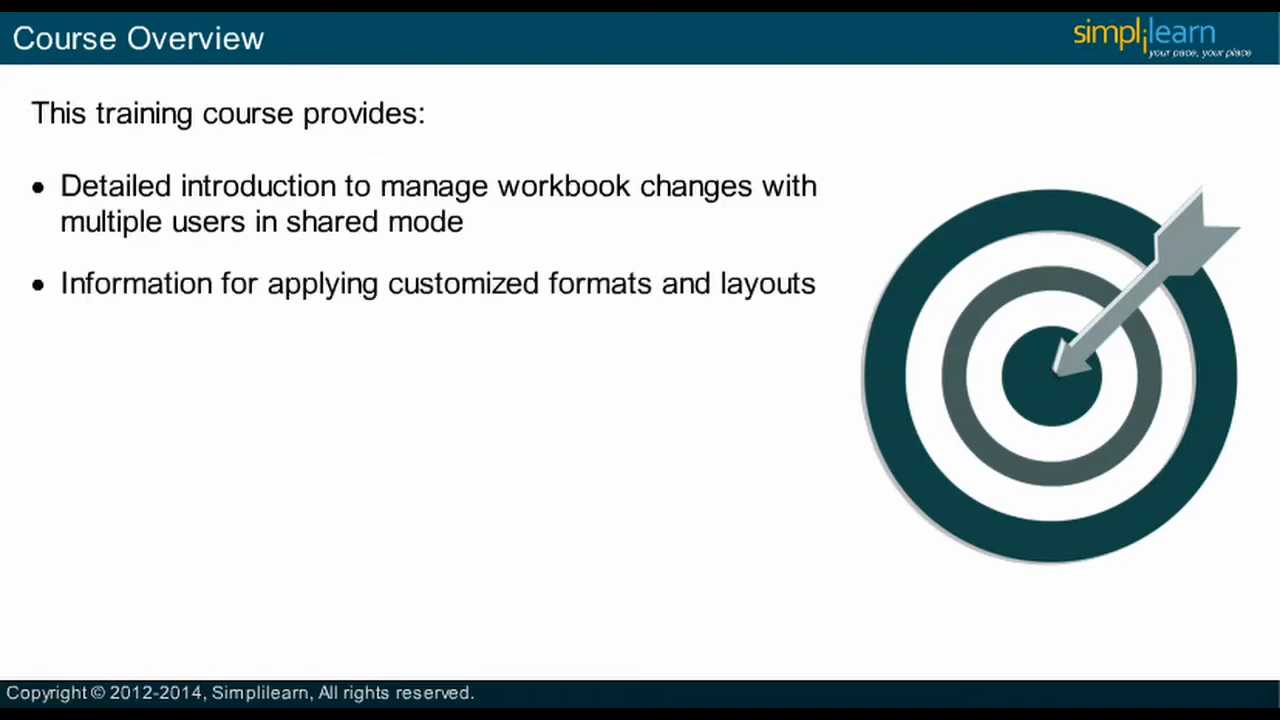 Course Overview
simplilearn
your pace, your place
This training course provides:
• Detailed introduction to manage workbook changes with
multiple users in shared mode
• Information for applying customized formats and layouts
Copyright © 2012-2014, Simplilearn, All rights reserved.